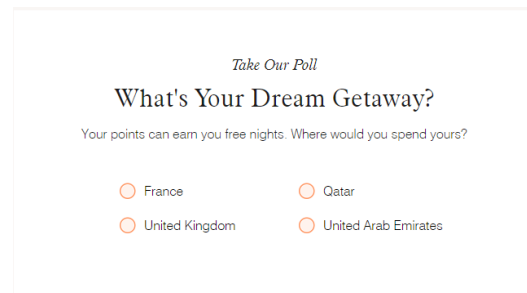 Take Our Poll
What's Your Dream Getaway?
Your points can earn you free nights. Where would you spend yours?
France
Qatar
United Kingdom
United Arab Emirates